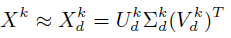 X^k ≈ X_d^k = U_d^k Σ_d^k (V_d^k)^T